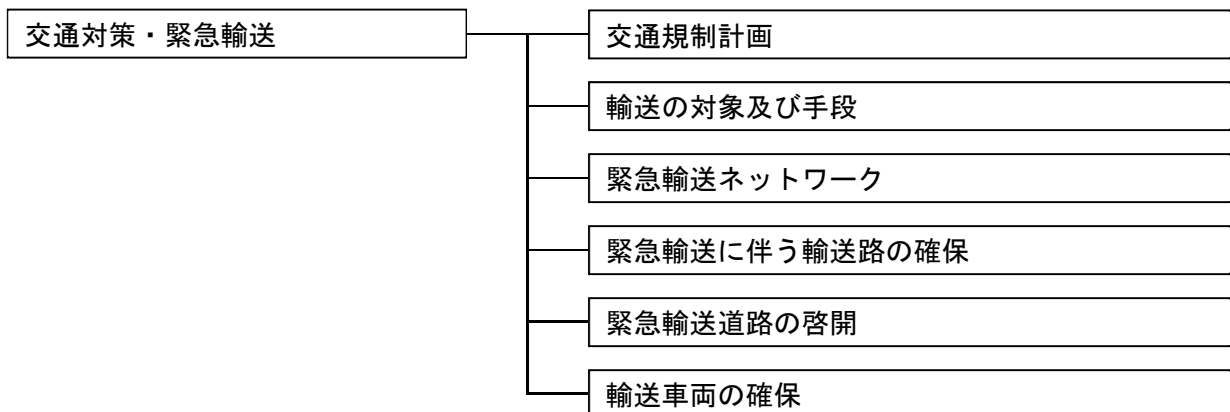 交通対策・緊急輸送
交通規制計画
輸送の対象及び手段
緊急輸送ネットワーク
緊急輸送に伴う輸送路の確保
緊急輸送道路の啓開
輸送車両の確保